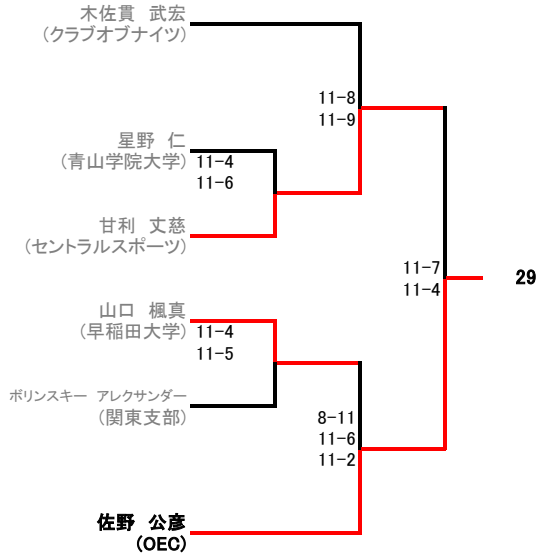 木佐貫　武宏
(クラブオブナイツ)
11-8
11-9
星野　仁
(青山学院大学)
11-4
11-6
甘利　丈慈
(セントラルスポーツ)
11-7
11-4
29
山口　楓真
(早稲田大学)
11-4
11-5
ボリンスキー　アレクサンダー
(関東支部)
8-11
11-6
11-2
佐野　公彦
(OEC)